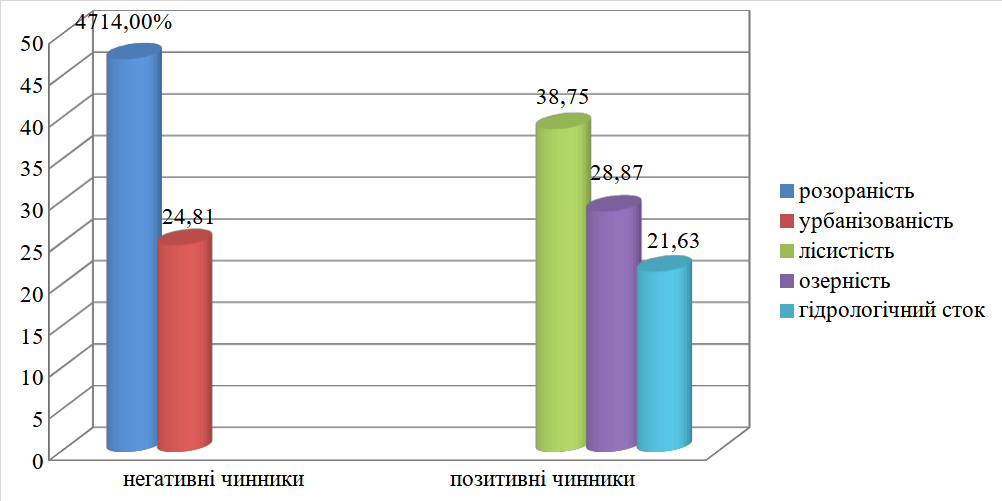 4714,00%
50
45
40
35
30
25
20
15
10
5
0
24,81
38,75
28,87
21,63
негативні чинники
позитивні чинники
розораність
урбанізованість
лісистість
озерність
гідрологічний сток